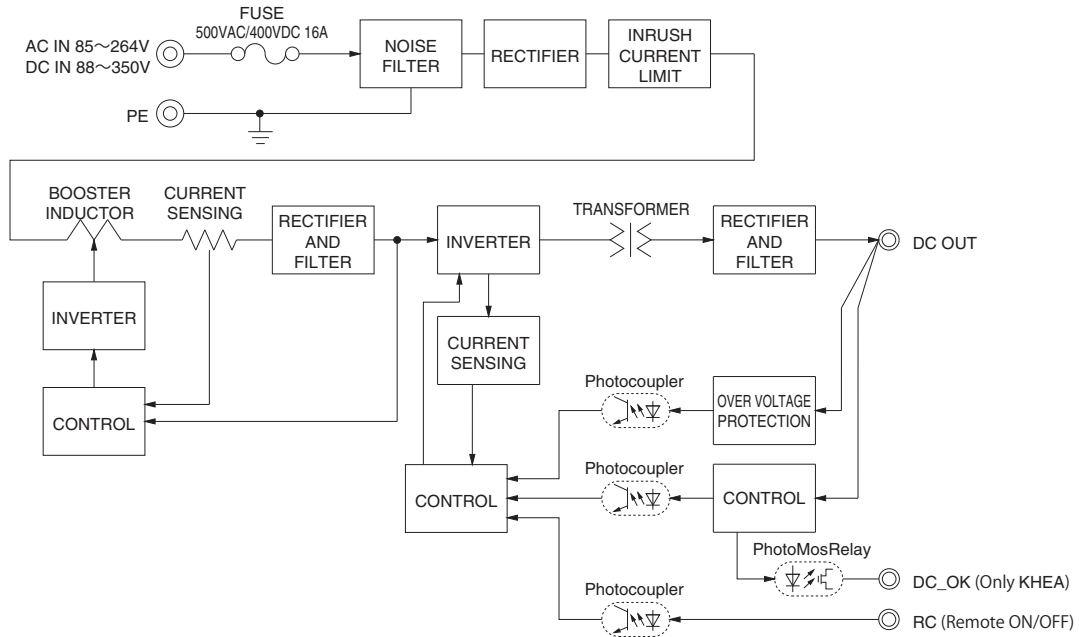 FUSE
500VAC/400VDC 16A
AC IN 85～264V
DC IN 88～350V
NOISE
FILTER
RECTIFIER
INRUSH
CURRENT
LIMIT
PE
BOOSTER
INDUCTOR
CURRENT
SENSING
RECTIFIER
AND
FILTER
INVERTER
TRANSFORMER
RECTIFIER
AND
FILTER
DC OUT
INVERTER
CURRENT
SENSING
CONTROL
Photocoupler
OVER VOLTAGE
PROTECTION
Photocoupler
CONTROL
CONTROL
PhotoMosRelay
DC_OK (Only KHEA)
Photocoupler
RC (Remote ON/OFF)